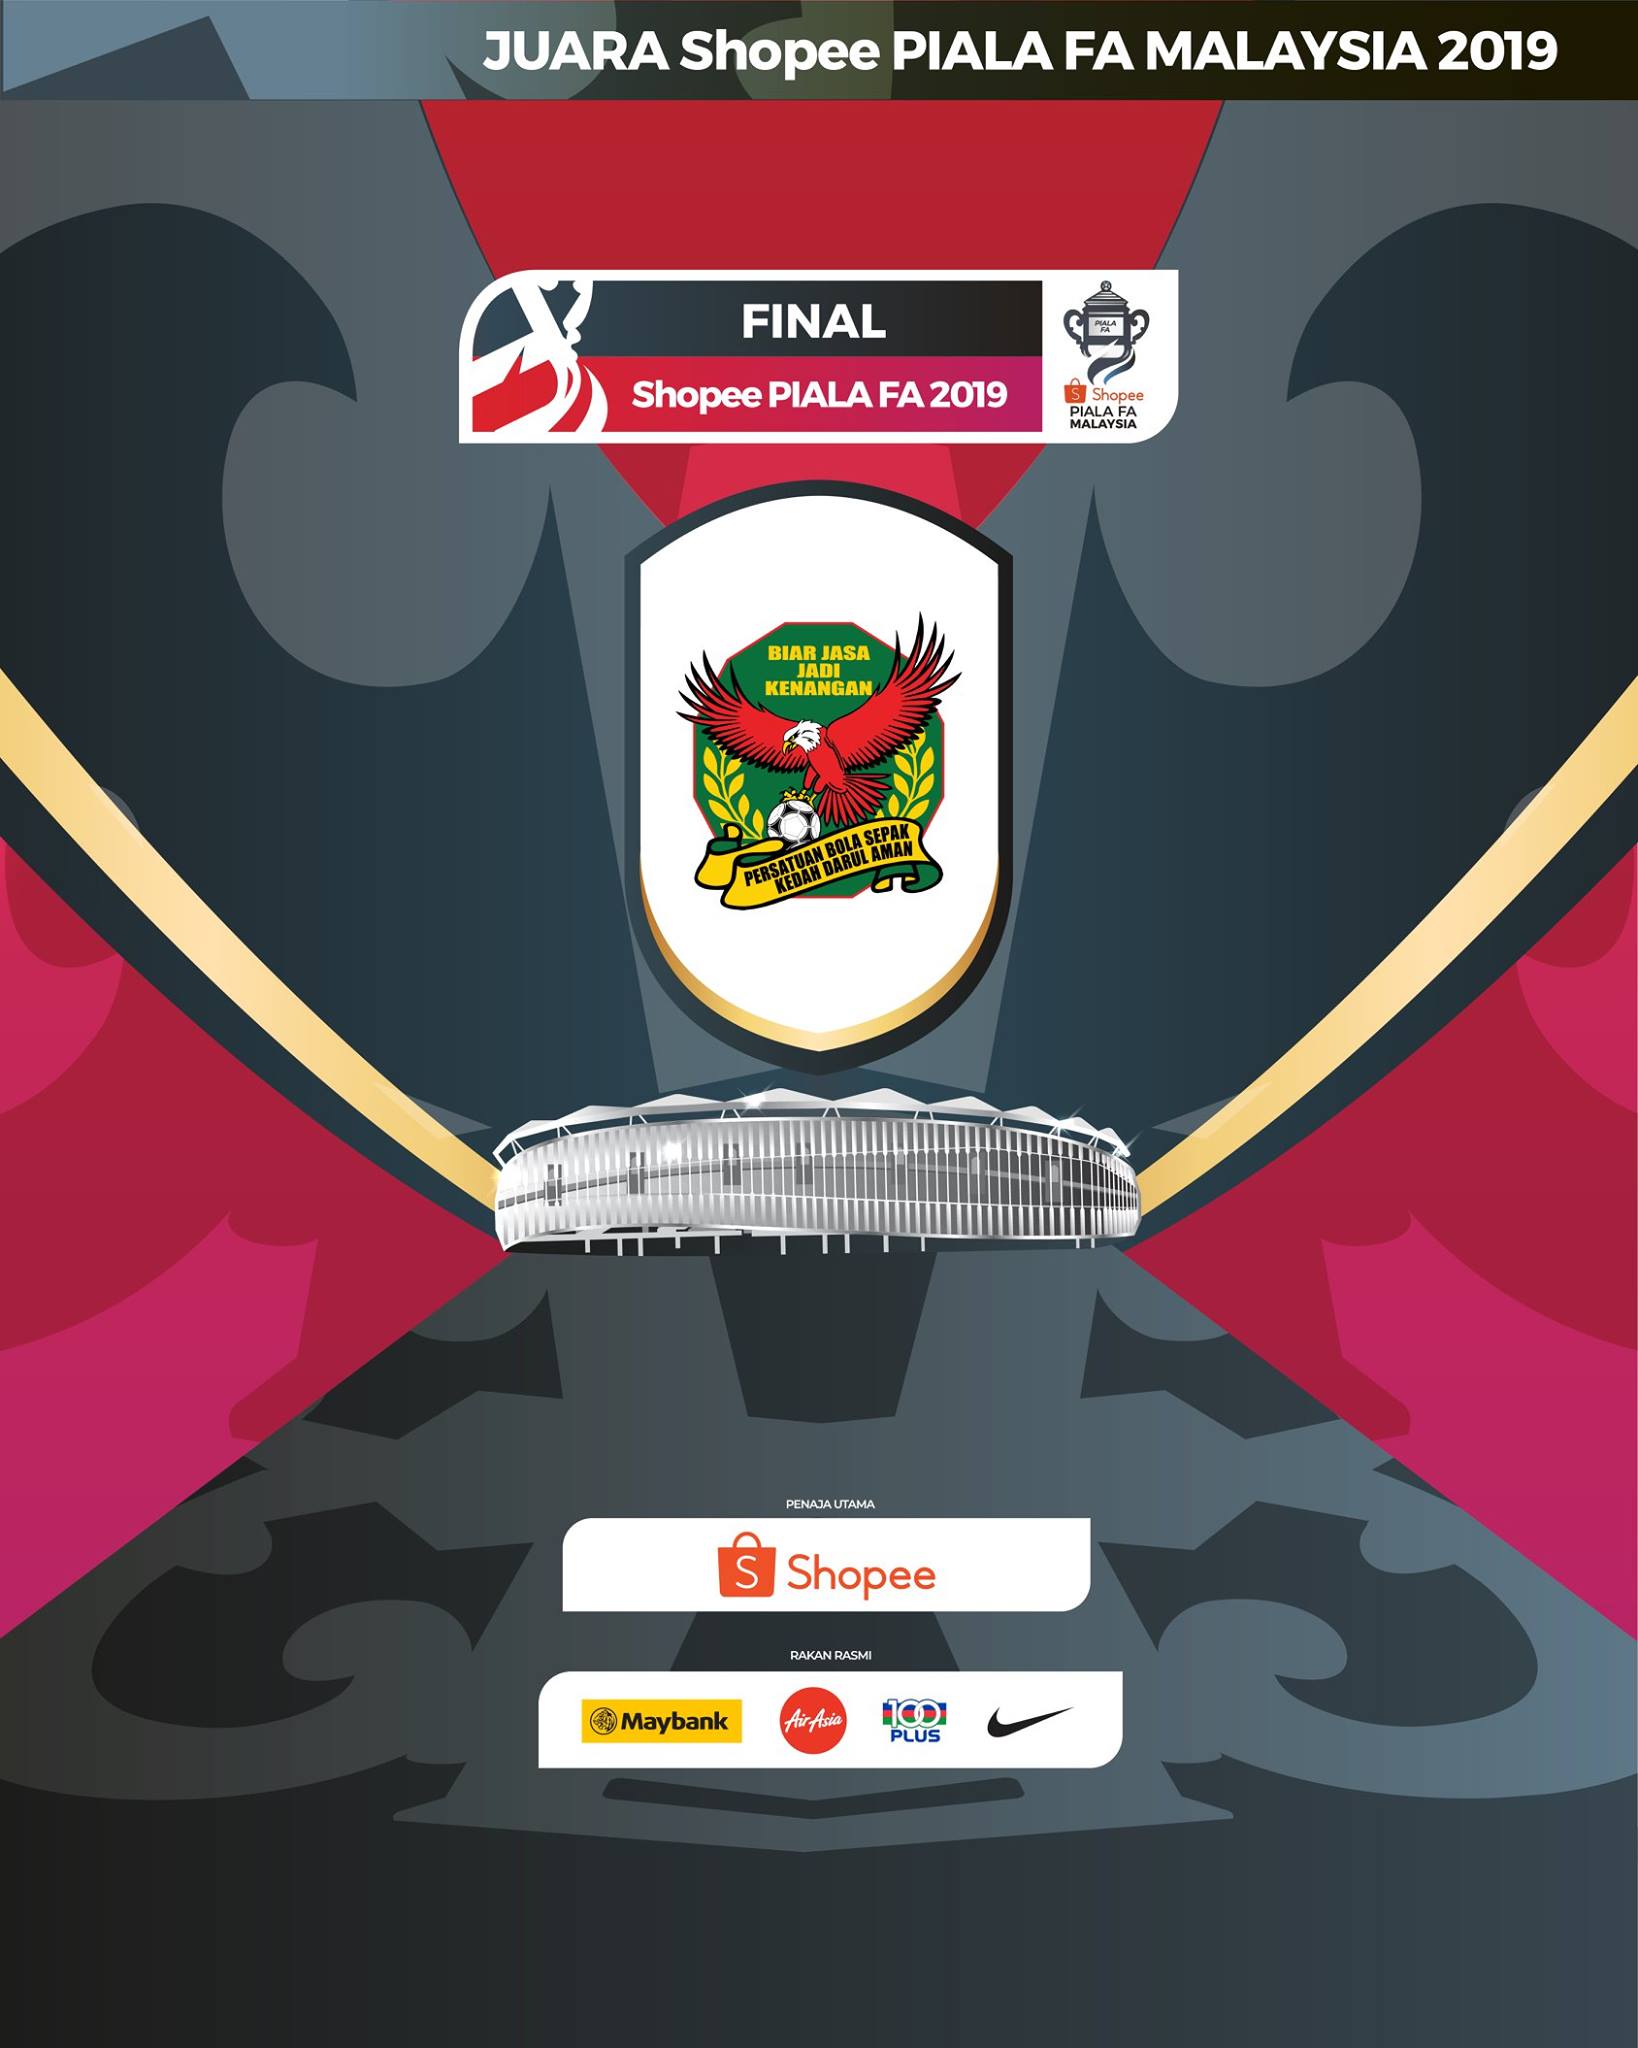 JUARA Shopee PIALA FA MALAYSIA 2019
FINAL
Shopee PIALA FA 2019
PIALA
FA
S Shopee
PIALA FA
MALAYSIA
BIAR JASA
JADI
KENANGAN
PERSATUAN BOLA SEPAK
KEDAH DARUL AMAN
PENAJA UTAMA
S Shopee
RAKAN RASMI
Maybank
AirAsia
100
PLUS